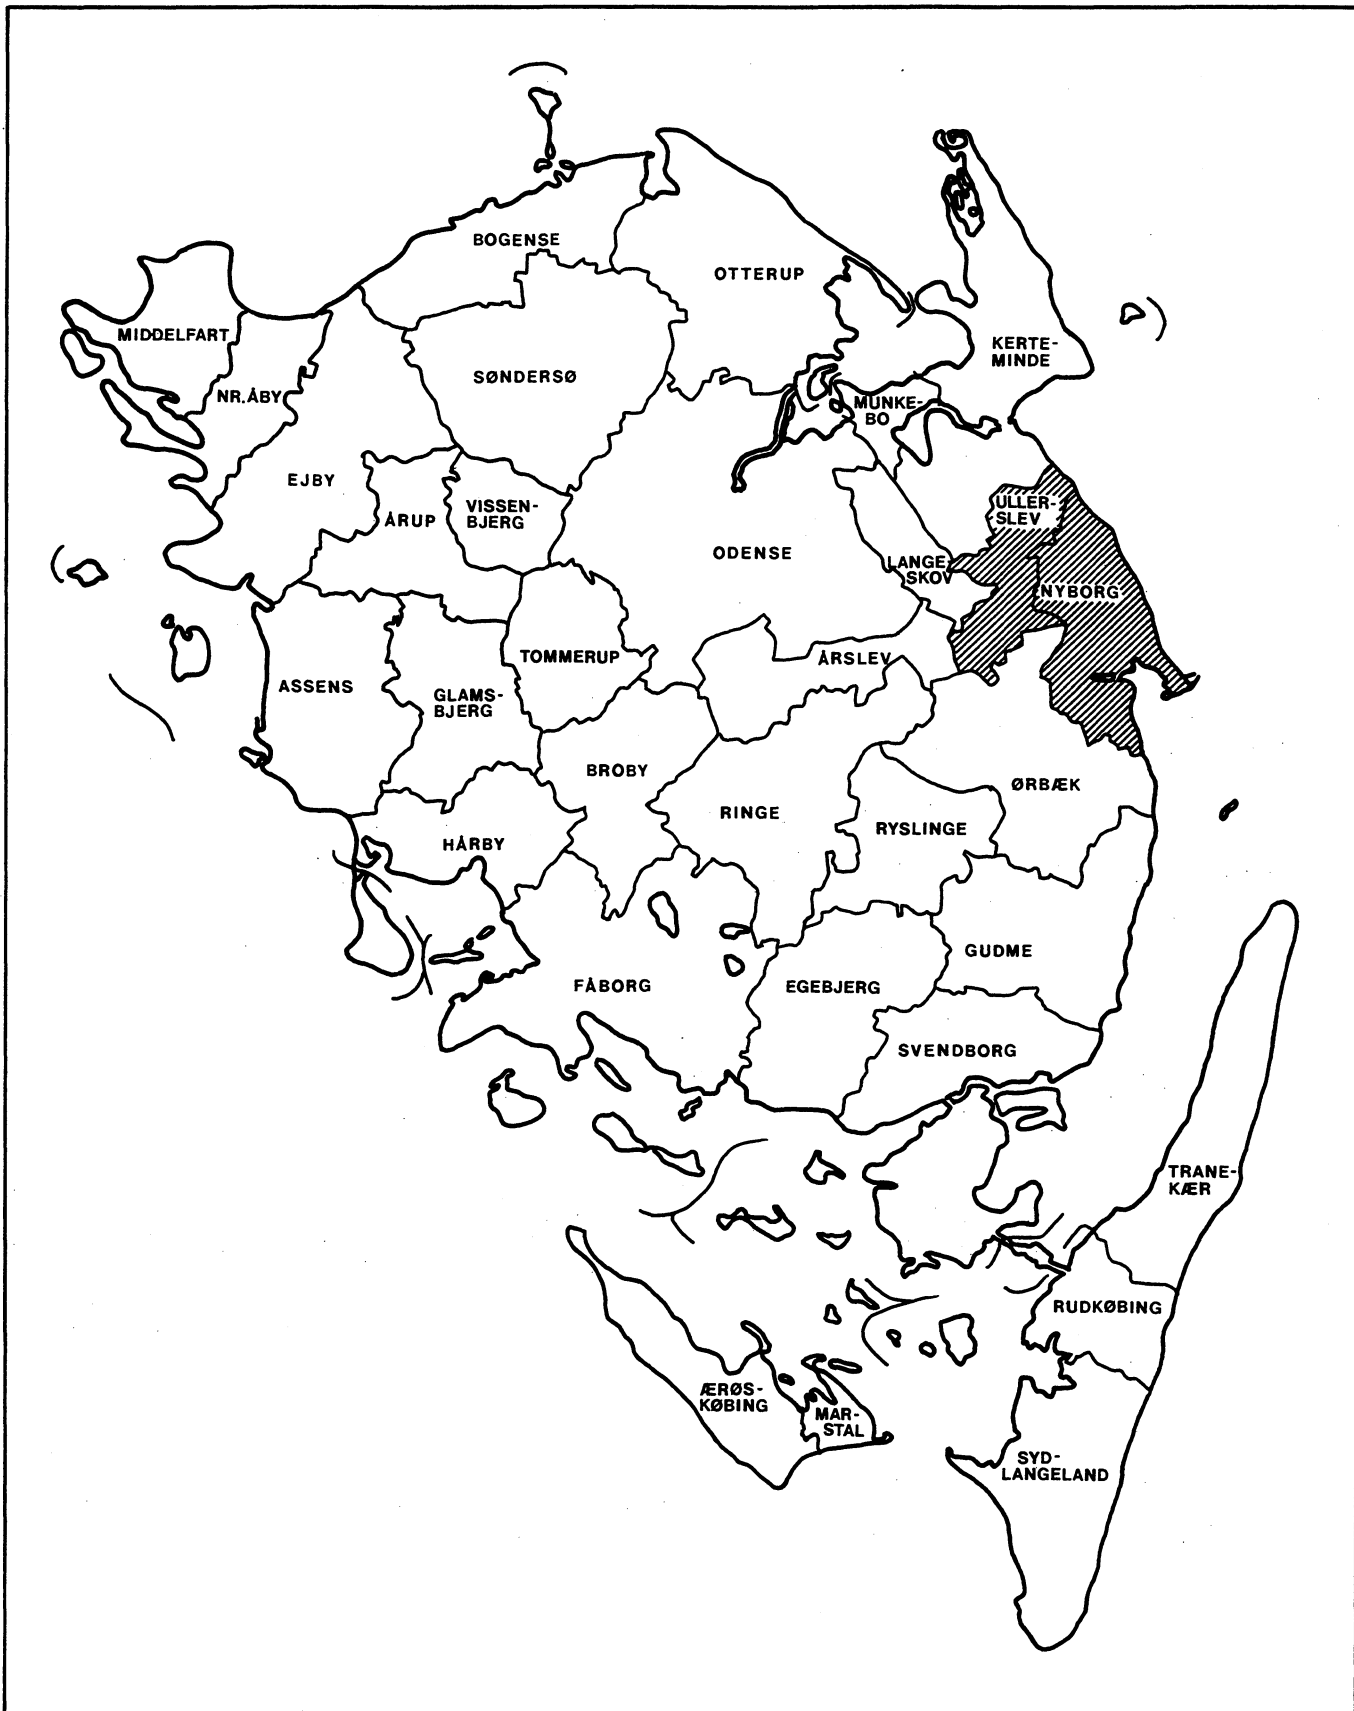 BOGENSE
OTTERUP
MIDDELFART
KERTE-
MINDE
SØNDERSØ
NR.ÅBY
MUNKE-
BO
EJBY
ÅRUP
VISSEN-
BJERG
ULLER-
SLEV
ODENSE
LANGE
SKOV
NYBORG
TOMMERUP
ÅRSLEV
ASSENS
GLAMS-
BJERG
BROBY
ØRBÆK
RINGE
RYSLINGE
HÅRBY
GUDME
FÅBORG
EGEBJERG
SVENDBORG
TRANE-
KÆR
RUDKØBING
ÆRØS-
KØBING
MAR-
STAL
SYD-
LANGELAND